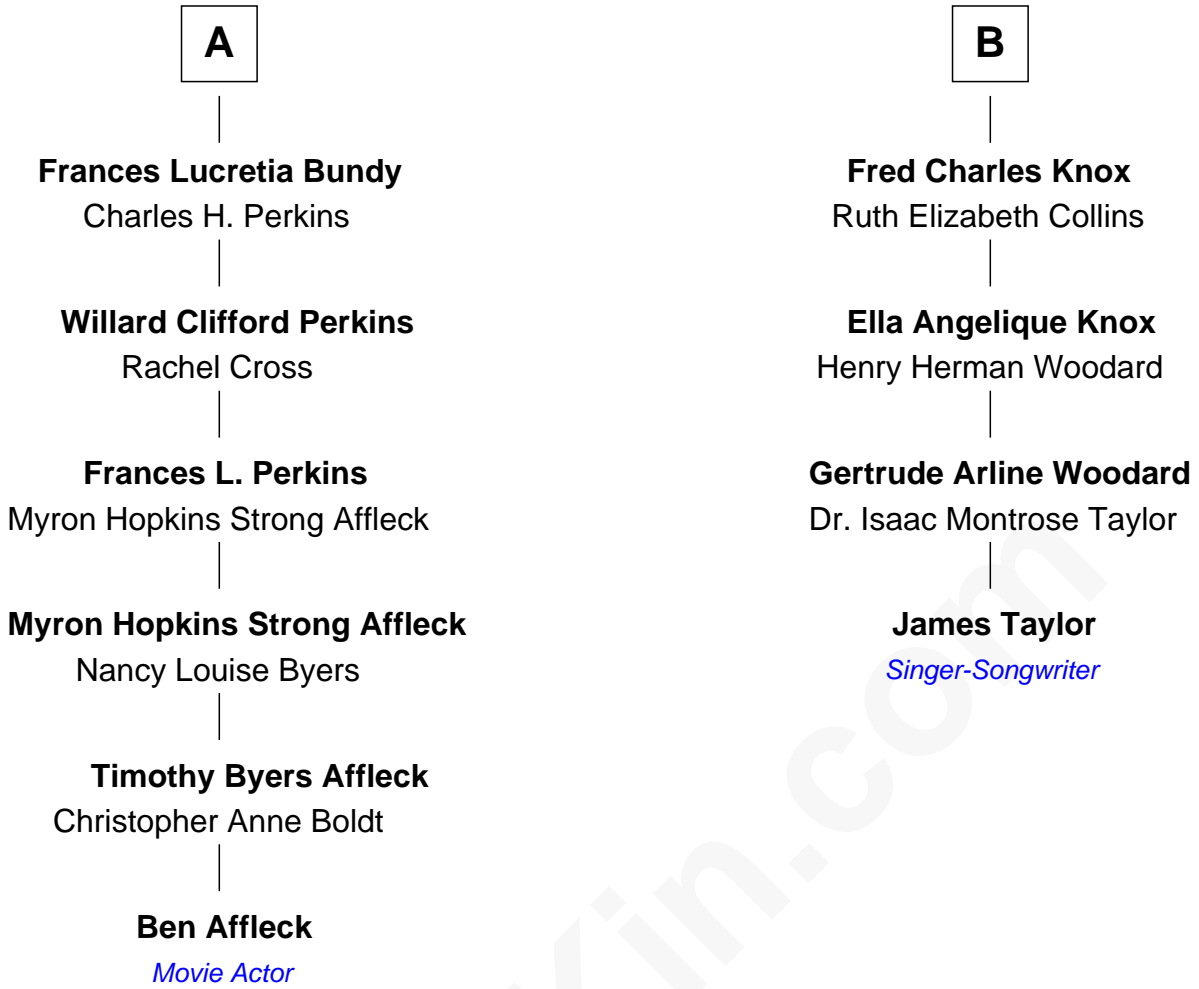 A
Frances Lucretia Bundy
Charles H. Perkins
Willard Clifford Perkins
Rachel Cross
Frances L. Perkins
Myron Hopkins Strong Affleck
Myron Hopkins Strong Affleck
Nancy Louise Byers
Timothy Byers Affleck
Christopher Anne Boldt
Ben Affleck
Movie Actor
B
Fred Charles Knox
Ruth Elizabeth Collins
Ella Angelique Knox
Henry Herman Woodard
Gertrude Arline Woodard
Dr. Isaac Montrose Taylor
James Taylor
Singer-Songwriter
Kin.com